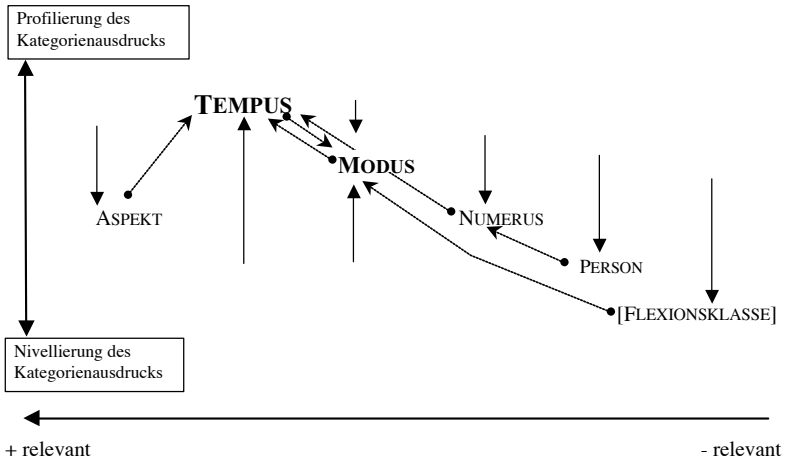 Profilierung des
Kategorienausdrucks
TEMPUS
MODUS
ASPEKT
NUMERUS
PERSON
[FLEXIONSKLASSE]
Nivellierung des
Kategorienausdrucks
+ relevant
- relevant